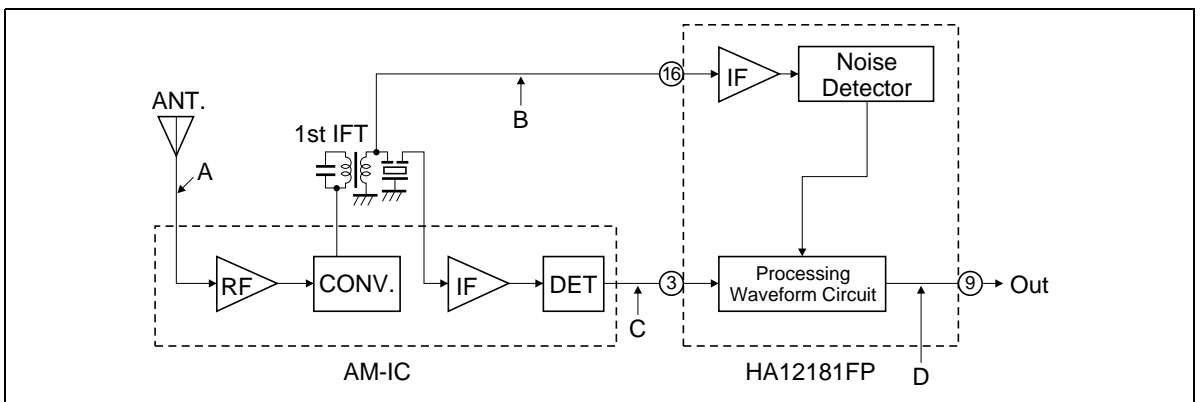 ANT.
A
1st IFT
B
16
IF
Noise
Detector
RF
CONV.
IF
DET
C
3
Processing
Waveform Circuit
D
9
Out
AM-IC
HA12181FP